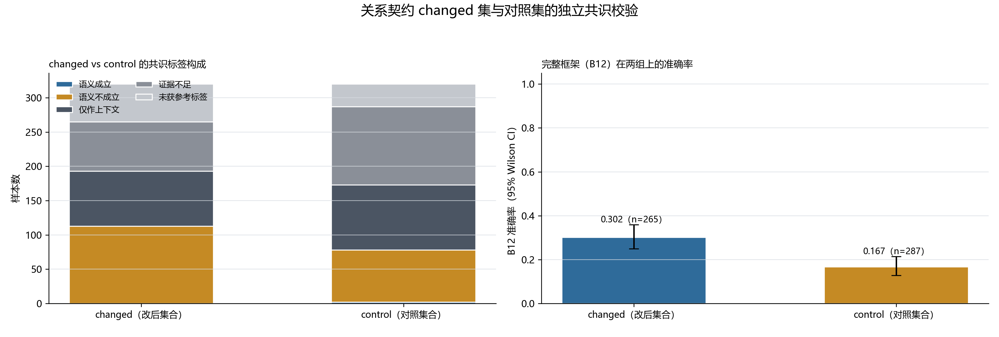 关系契约 changed 集与对照集的独立共识校验
changed vs control 的共识标签构成
语义成立
语义不成立
仅作上下文
证据不足
未获参考标签
样本数
300
250
200
150
100
50
0
changed（改后集合）
control（对照集合）
完整框架（B12）在两组上的准确率
B12 准确率（95% Wilson CI）
1.0
0.8
0.6
0.4
0.2
0.0
0.302（n=265）
0.167（n=287）
changed（改后集合）
control（对照集合）